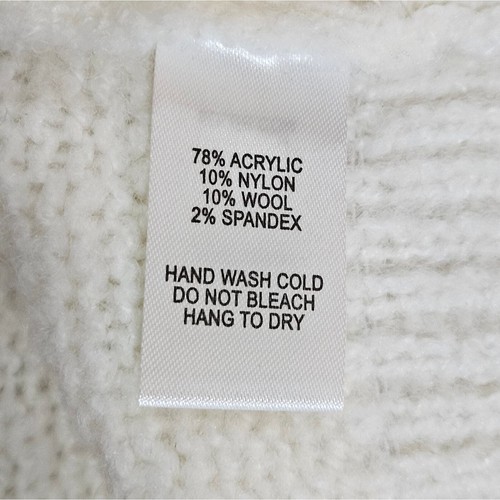 78% ACRYLIC
10% NYLON
10% WOOL
2% SPANDEX
HAND WASH COLD
DO NOT BLEACH
HANG TO DRY